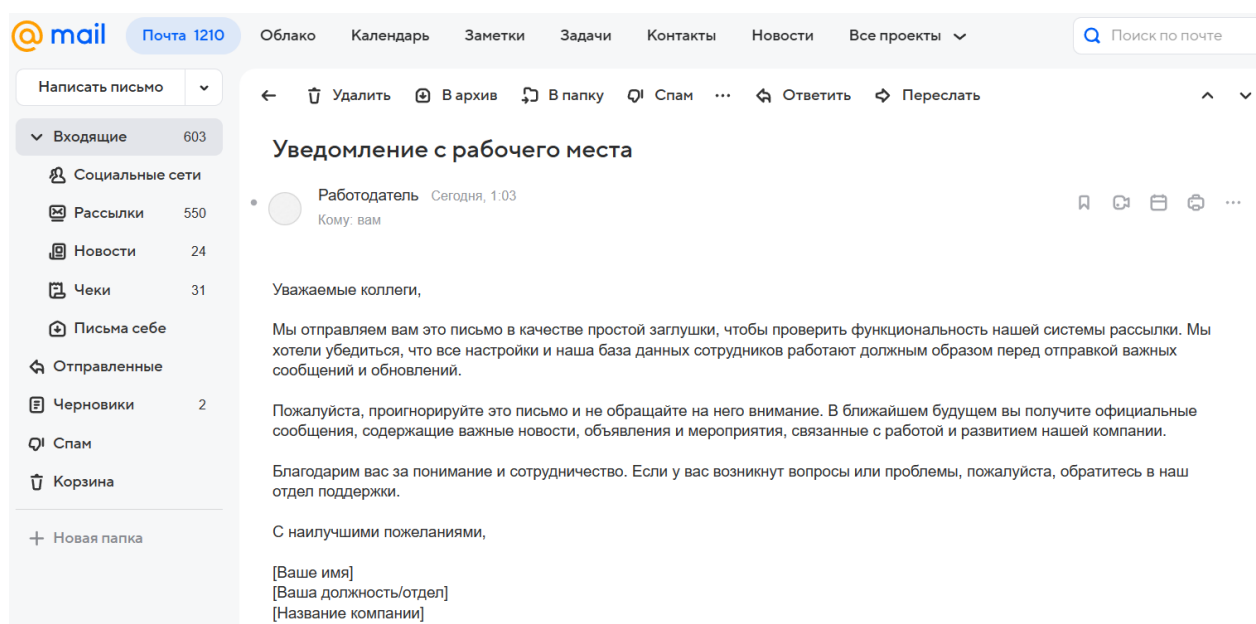 @mail Почта 1210 Облако Календарь Заметки Задачи Контакты Новости Все проекты Поиск по почте
Написать письмо
← Удалить В архив В папку Спам ... Ответить Переслать
Входящие 603
Социальные сети
Рассылки 550
Новости 24
Чеки 31
Письма себе
Отправленные
Черновики 2
Спам
Корзина
+ Новая папка
Уведомление с рабочего места
Работодатель Сегодня, 1:03
Кому: вам
Уважаемые коллеги,
Мы отправляем вам это письмо в качестве простой заглушки, чтобы проверить функциональность нашей системы рассылки. Мы
хотели убедиться, что все настройки и наша база данных сотрудников работают должным образом перед отправкой важных
сообщений и обновлений.
Пожалуйста, проигнорируйте это письмо и не обращайте на него внимание. В ближайшем будущем вы получите официальные
сообщения, содержащие важные новости, объявления и мероприятия, связанные с работой и развитием нашей компании.
Благодарим вас за понимание и сотрудничество. Если у вас возникнут вопросы или проблемы, пожалуйста, обратитесь в наш
отдел поддержки.
С наилучшими пожеланиями,
[Ваше имя]
[Ваша должность/отдел]
[Название компании]